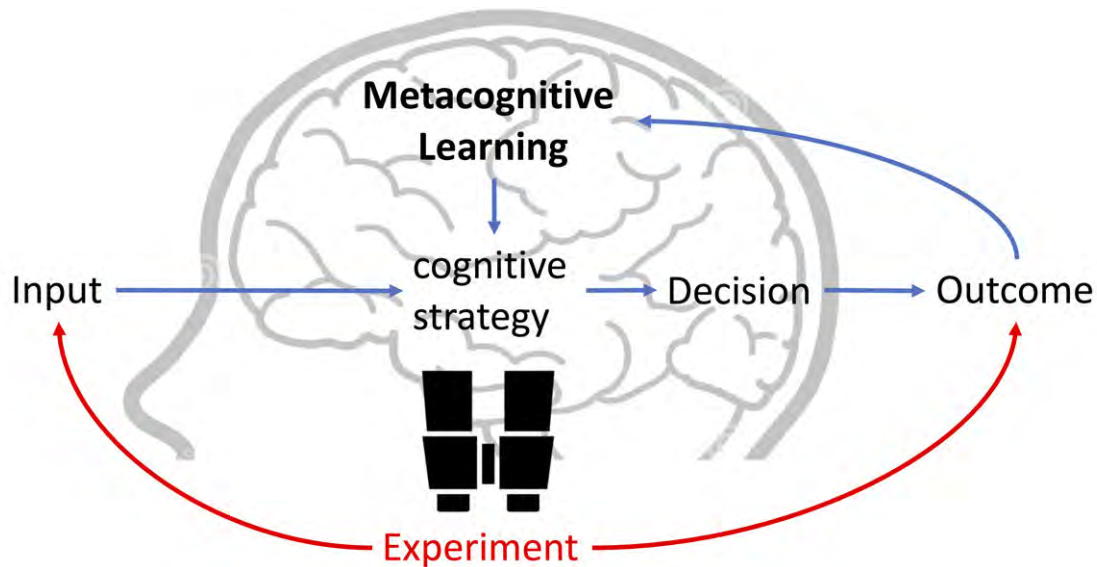 Metacognitive
Learning
cognitive
strategy
Input
Decision
Outcome
Experiment